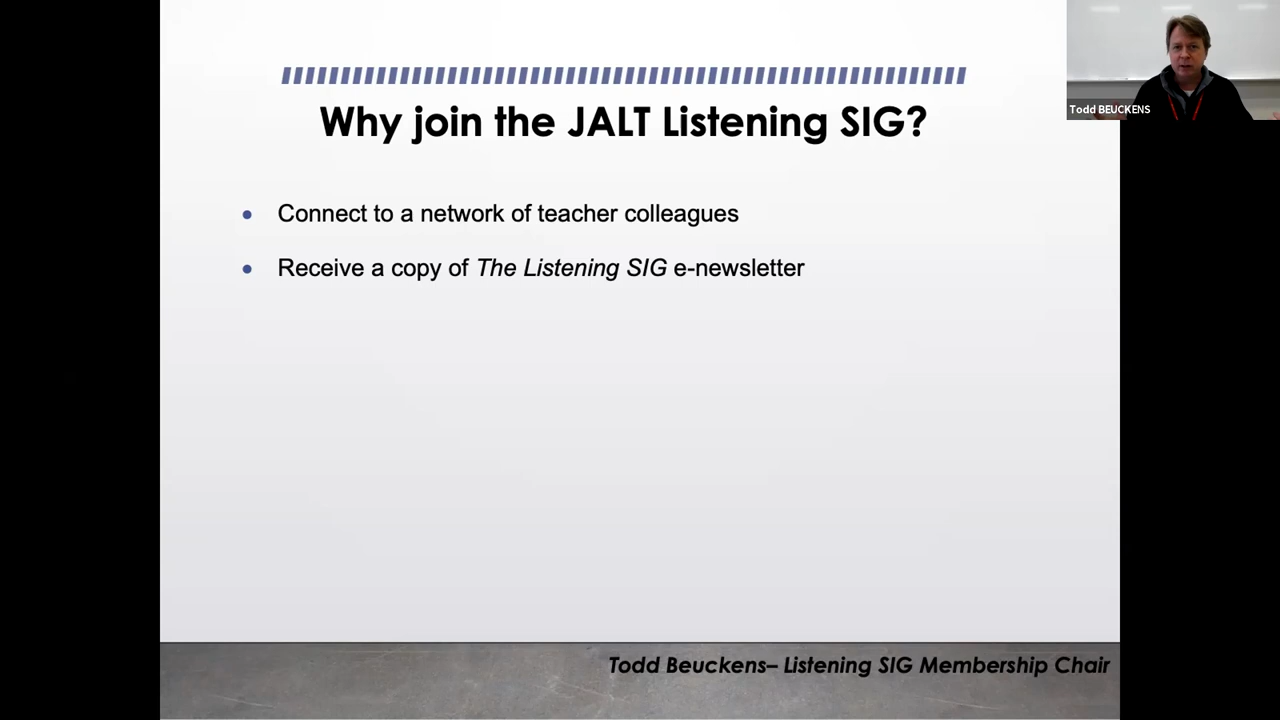 Why join the JALT Listening SIG?
Todd BEUCKENS
• Connect to a network of teacher colleagues
• Receive a copy of The Listening SIG e-newsletter
Todd Beuckens– Listening SIG Membership Chair